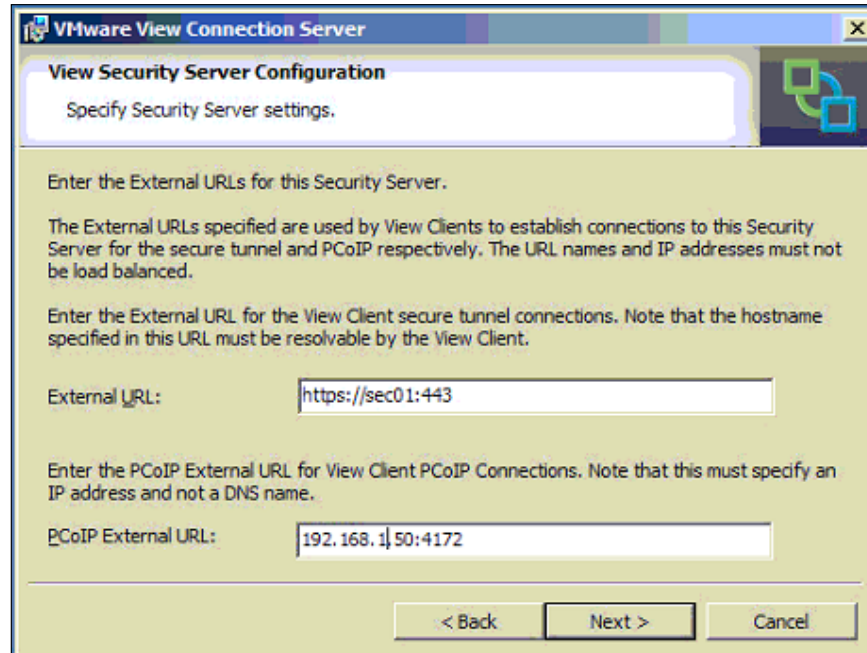 VMware View Connection Server
View Security Server Configuration
Specify Security Server settings.
Enter the External URLs for this Security Server.
The External URLs specified are used by View Clients to establish connections to this Security
Server for the secure tunnel and PCoIP respectively. The URL names and IP addresses must not
be load balanced.
Enter the External URL for the View Client secure tunnel connections. Note that the hostname
specified in this URL must be resolvable by the View Client.
External URL:
https://sec01:443
Enter the PCoIP External URL for View Client PCoIP Connections. Note that this must specify an
IP address and not a DNS name.
PCoIP External URL:
192.168.1.50:4172
< Back
Next >
Cancel